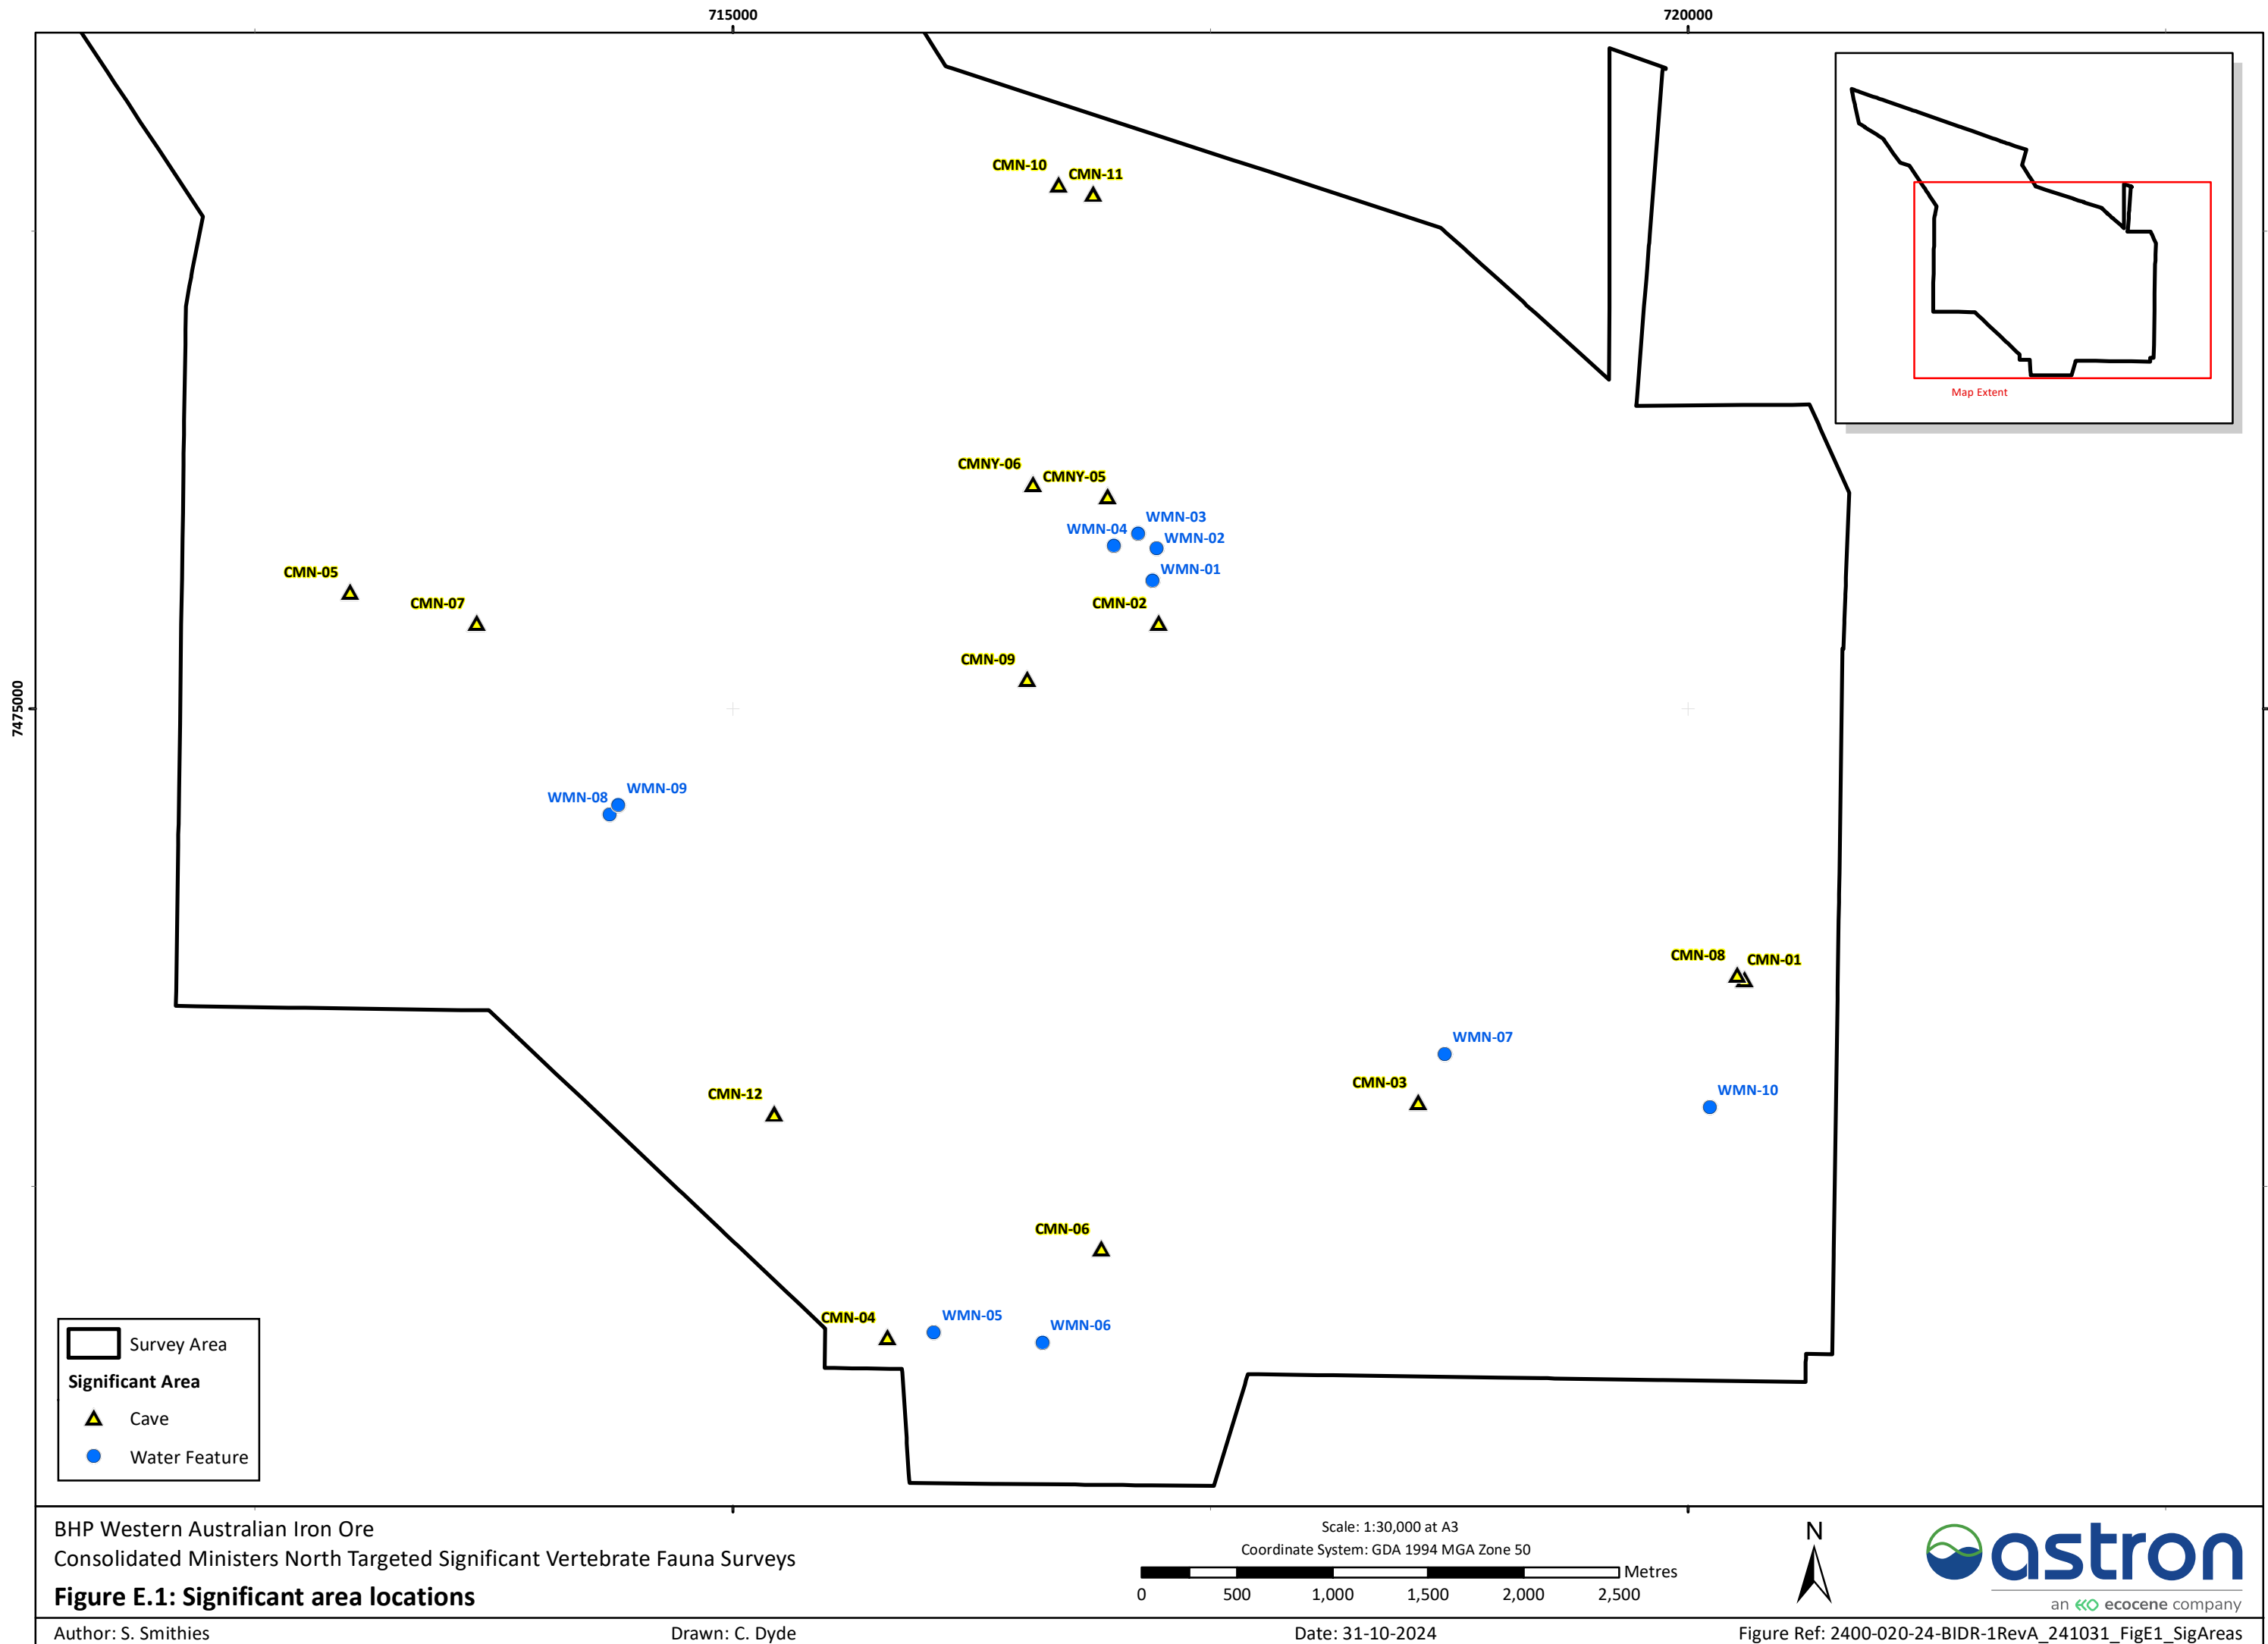 715000
720000
7475000
Map Extent
CMN-10
CMN-11
CMNY-06
CMNY-05
WMN-03
WMN-04
WMN-02
WMN-01
CMN-05
CMN-07
CMN-02
CMN-09
WMN-09
WMN-08
CMN-08
CMN-01
WMN-07
CMN-03
WMN-10
CMN-12
CMN-06
CMN-04
WMN-05
WMN-06
Survey Area
Significant Area
Cave
Water Feature
BHP Western Australian Iron Ore
Consolidated Ministers North Targeted Significant Vertebrate Fauna Surveys
Figure E.1: Significant area locations
Scale: 1:30,000 at A3
Coordinate System: GDA 1994 MGA Zone 50
Metres
0 500 1,000 1,500 2,000 2,500
N
astron
an eco ecocene company
Author: S. Smithies
Drawn: C. Dyde
Date: 31-10-2024
Figure Ref: 2400-020-24-BIDR-1RevA_241031_FigE1_SigAreas